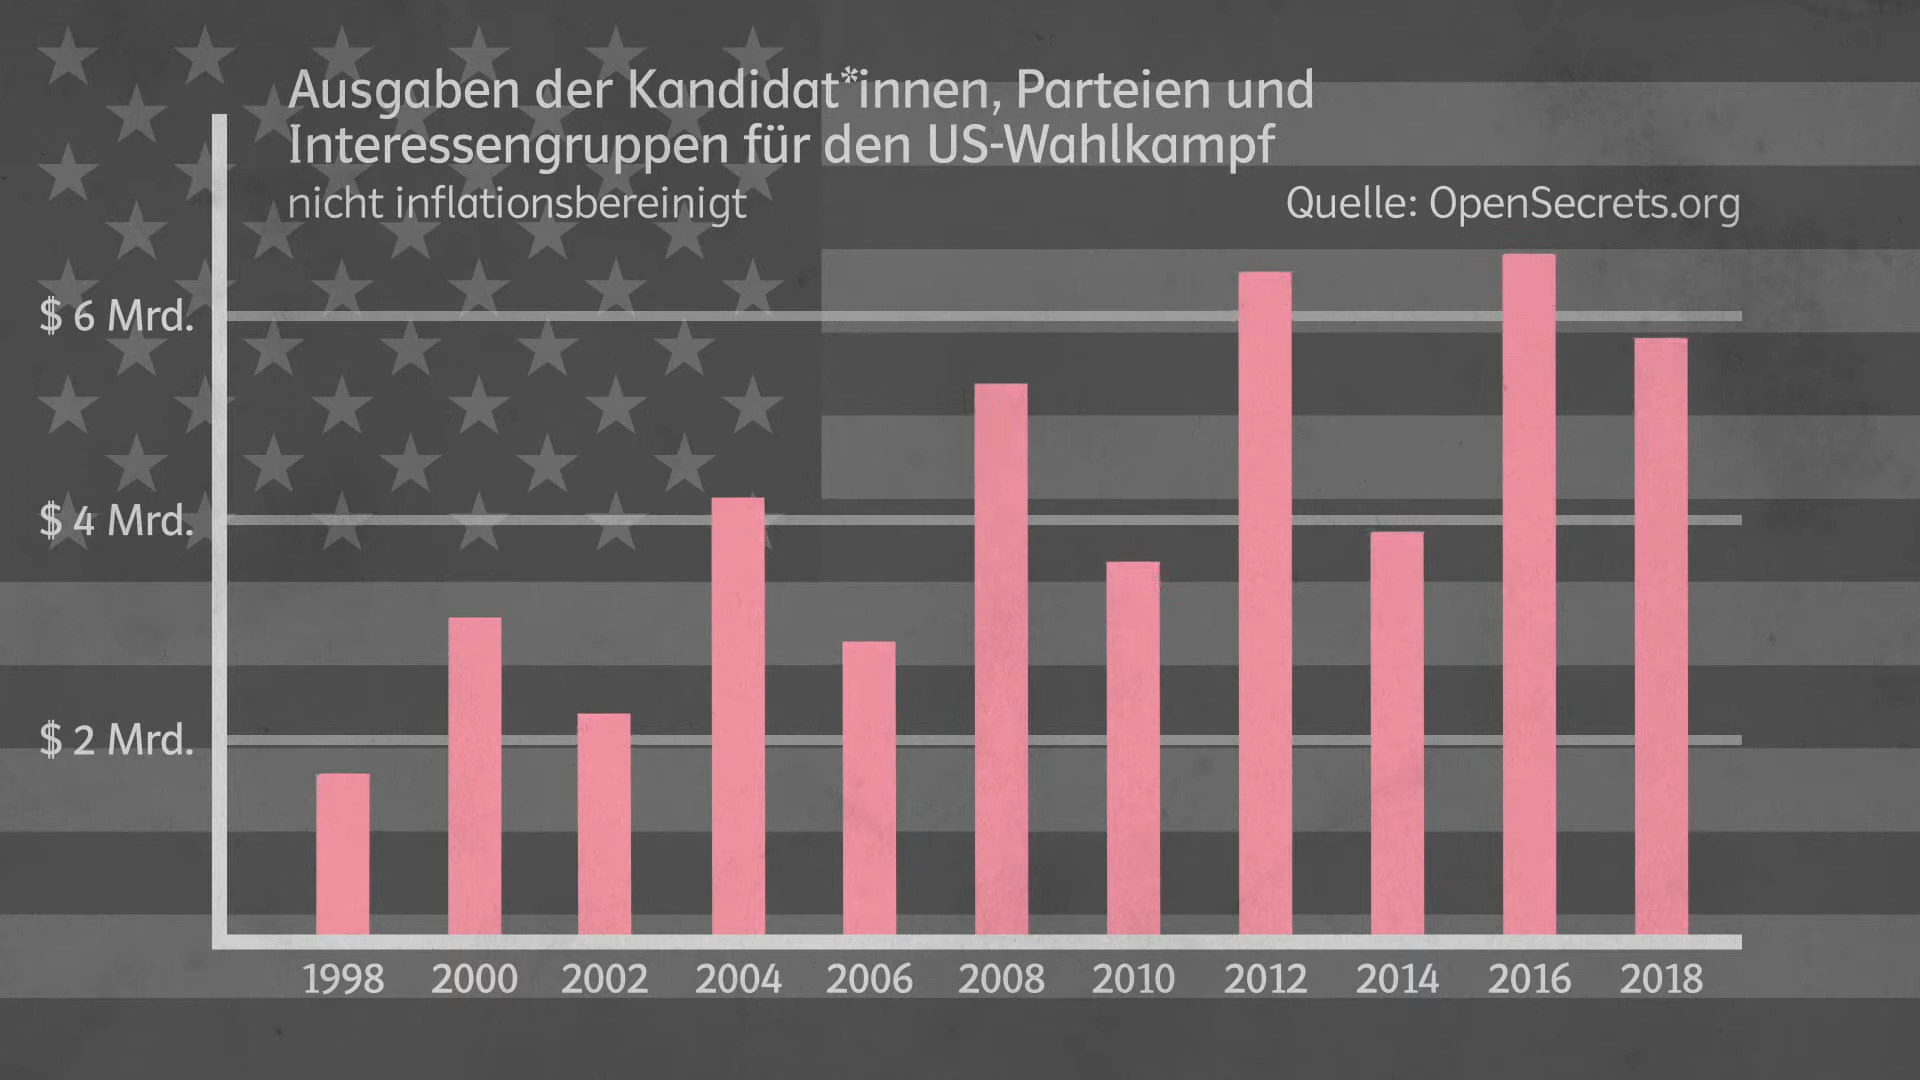 Ausgaben der Kandidat*innen, Parteien und
Interessengruppen für den US-Wahlkampf
nicht inflationsbereinigt
Quelle: OpenSecrets.org
$ 6 Mrd.
$ 4 Mrd.
$ 2 Mrd.
1998 2000 2002 2004 2006 2008 2010 2012 2014 2016 2018